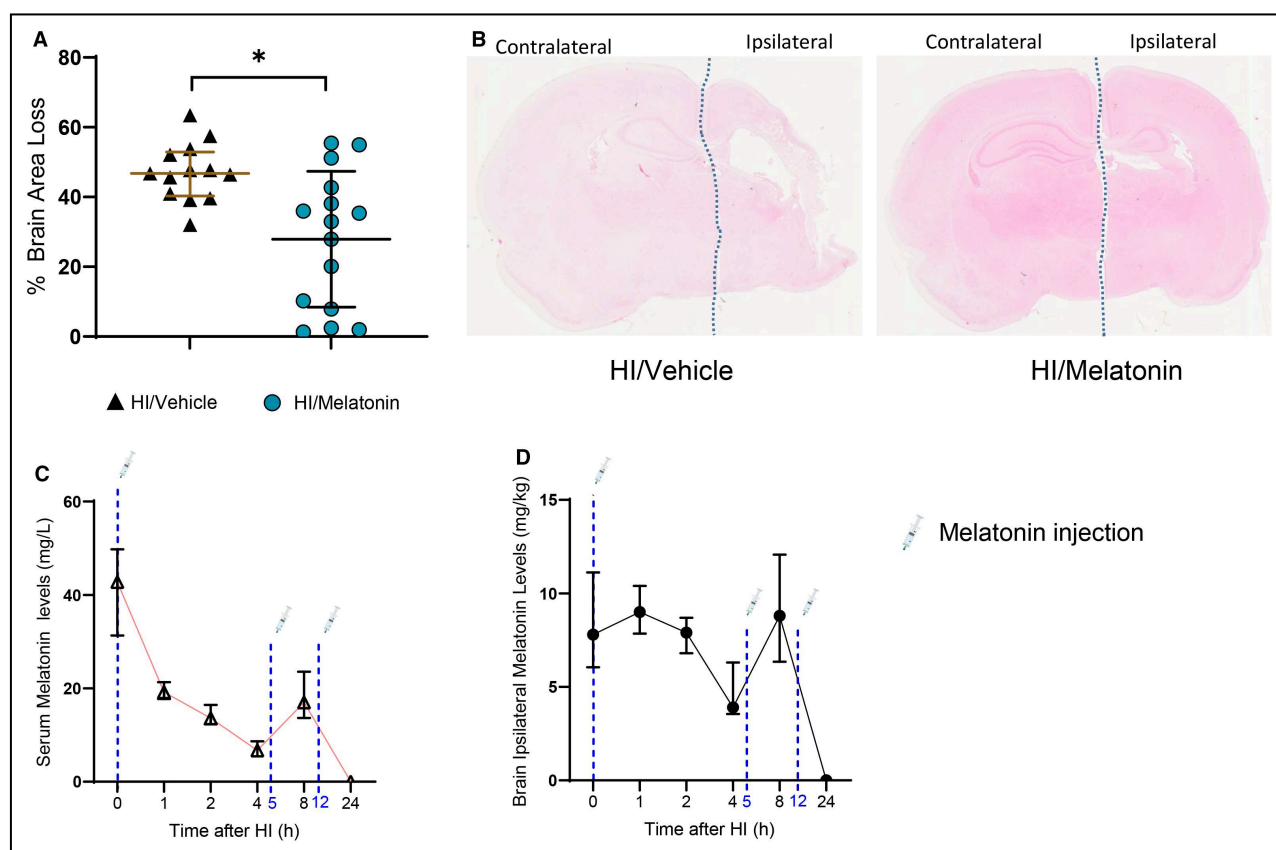 A
80
60
40
20
0
% Brain Area Loss
*
HI/Vehicle
HI/Melatonin
B
Contralateral
Ipsilateral
Contralateral
Ipsilateral
HI/Vehicle
HI/Melatonin
C
60
40
20
0
Serum Melatonin levels (mg/L)
0 1 2 4 5 8 12 24
Time after HI (h)
D
15
10
5
0
Brain Ipsilateral Melatonin Levels (mg/kg)
0 1 2 4 5 8 12 24
Time after HI (h)
Melatonin injection